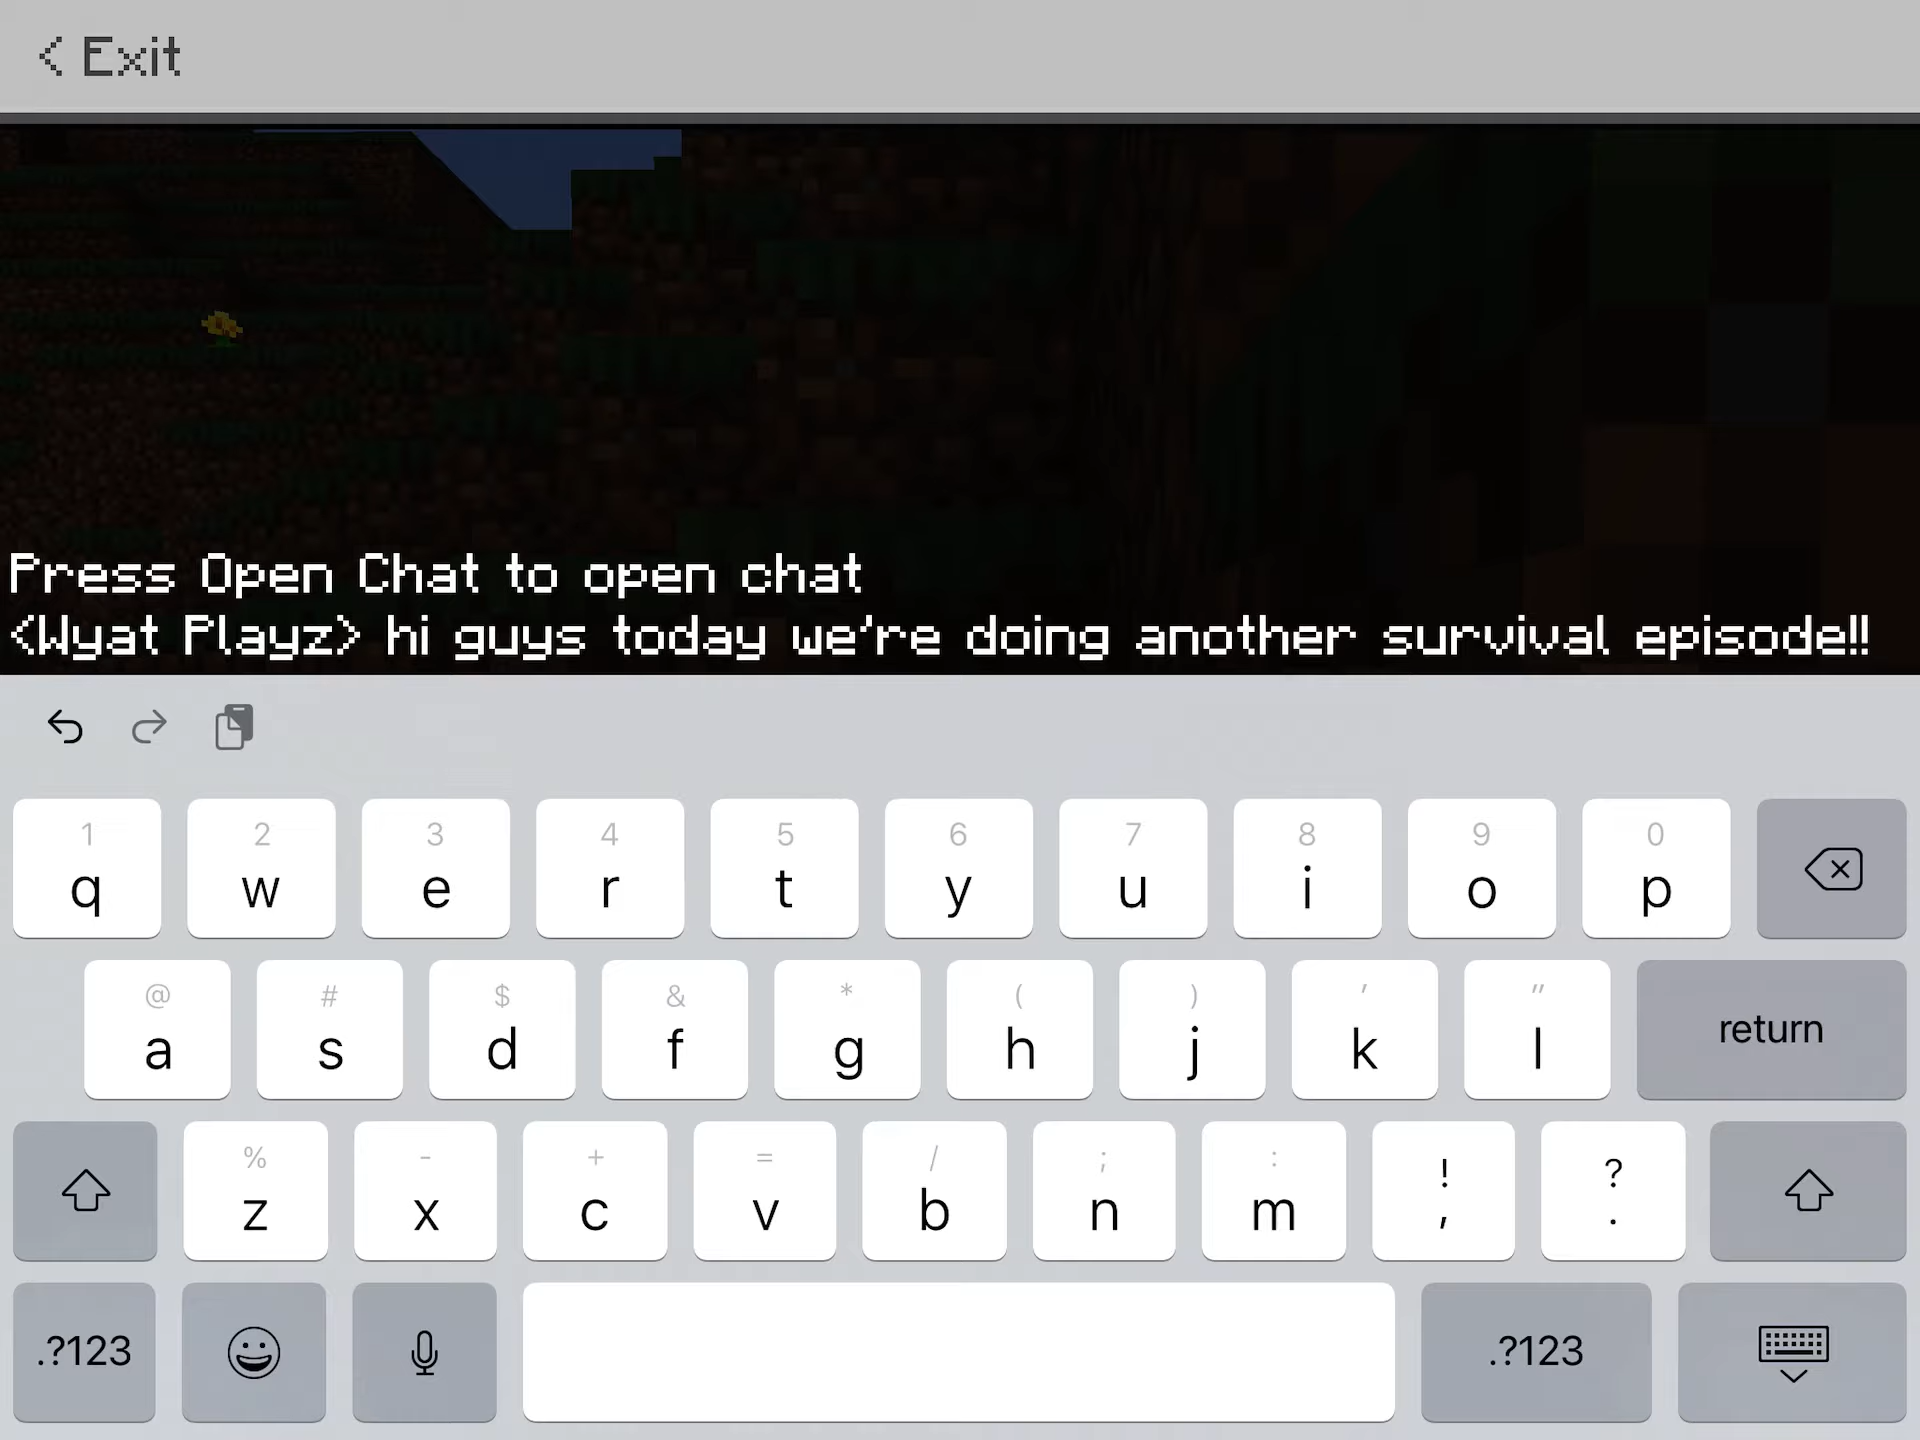 < Exit
Press Open Chat to open chat
<Wyat Playz> hi guys today we're doing another survival episode!!
1 2 3 4 5 6 7 8 9 0
q w e r t y u i o p
@ # $ & * ( ) ' "
a s d f g h j k l return
% - + = / ; : ! ?
z x c v b n m , .
.?123 .?123